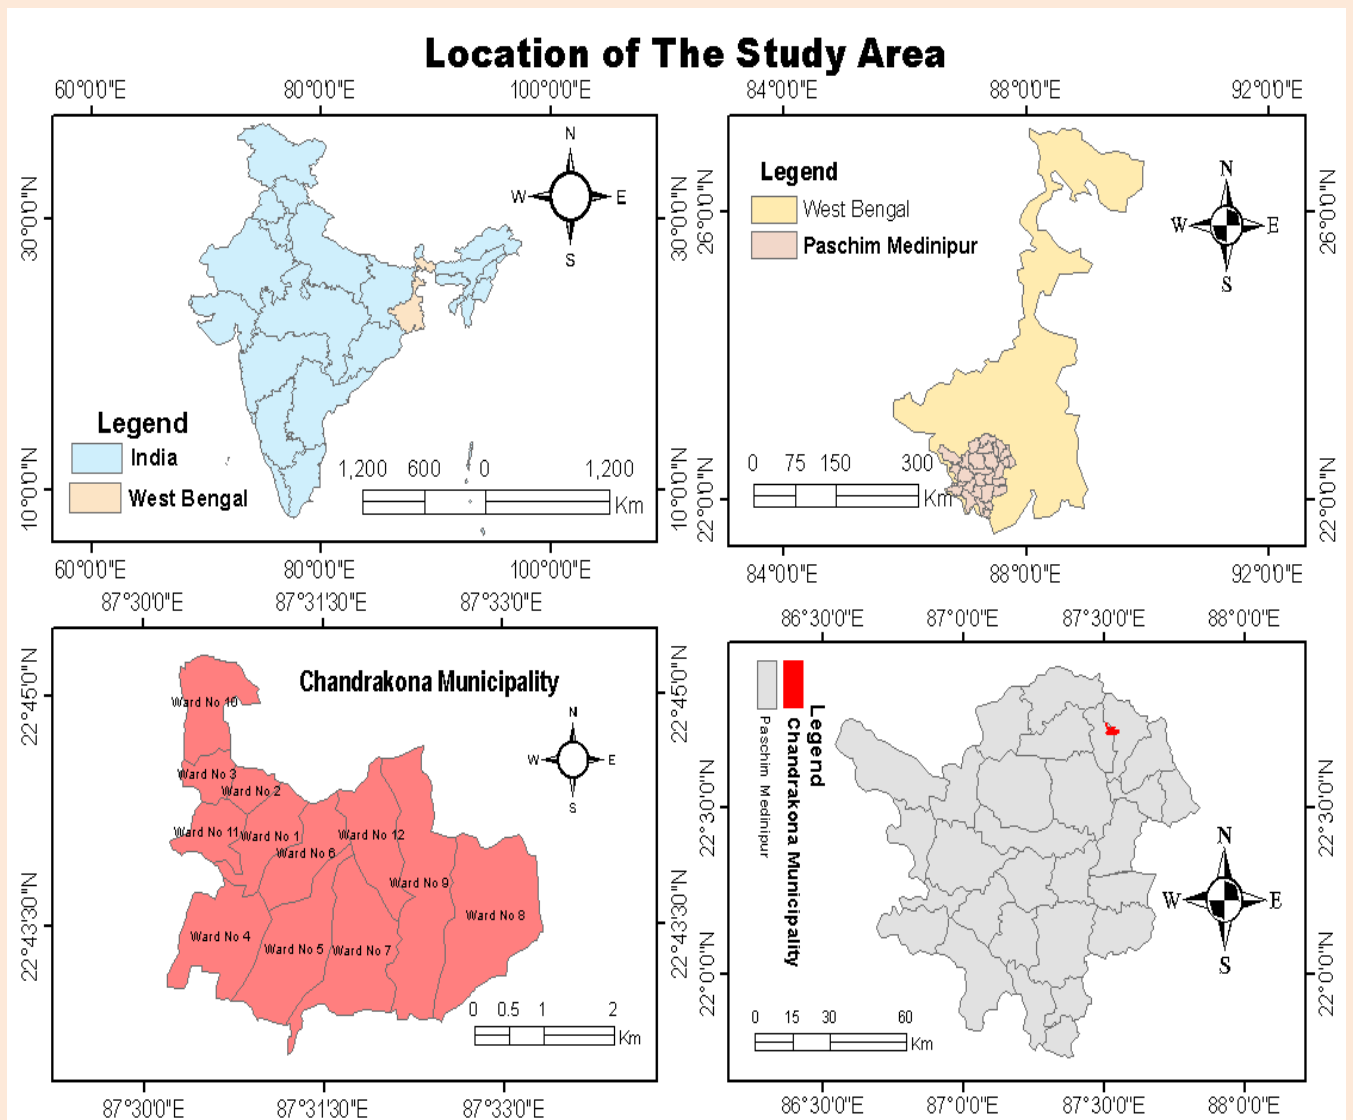 Location of The Study Area
60°0'0"E 80°0'0"E 100°0'0"E
30°0'0"N
10°0'0"N
N
W E
S
Legend
India
West Bengal
1,200 600 0 1,200
Km
30°0'0"N
10°0'0"N
60°0'0"E 80°0'0"E 100°0'0"E
84°0'0"E 88°0'0"E 92°0'0"E
26°0'0"N
22°0'0"N
Legend
West Bengal
Paschim Medinipur
N
W E
S
0 75 150 300
Km
26°0'0"N
22°0'0"N
84°0'0"E 88°0'0"E 92°0'0"E
87°30'0"E 87°31'30"E 87°33'0"E
22°45'0"N
22°43'30"N
Chandrakona Municipality
N
W E
S
Ward No 10
Ward No 3
Ward No 2
Ward No 11
Ward No 1
Ward No 12
Ward No 6
Ward No 9
Ward No 8
Ward No 4
Ward No 5
Ward No 7
0 0.5 1 2
Km
22°45'0"N
22°43'30"N
87°30'0"E 87°31'30"E 87°33'0"E
86°30'0"E 87°0'0"E 87°30'0"E 88°0'0"E
22°30'0"N
22°0'0"N
Legend
Chandrakona Municipality
Paschim Medinipur
N
W E
S
0 15 30 60
Km
22°30'0"N
22°0'0"N
86°30'0"E 87°0'0"E 87°30'0"E 88°0'0"E